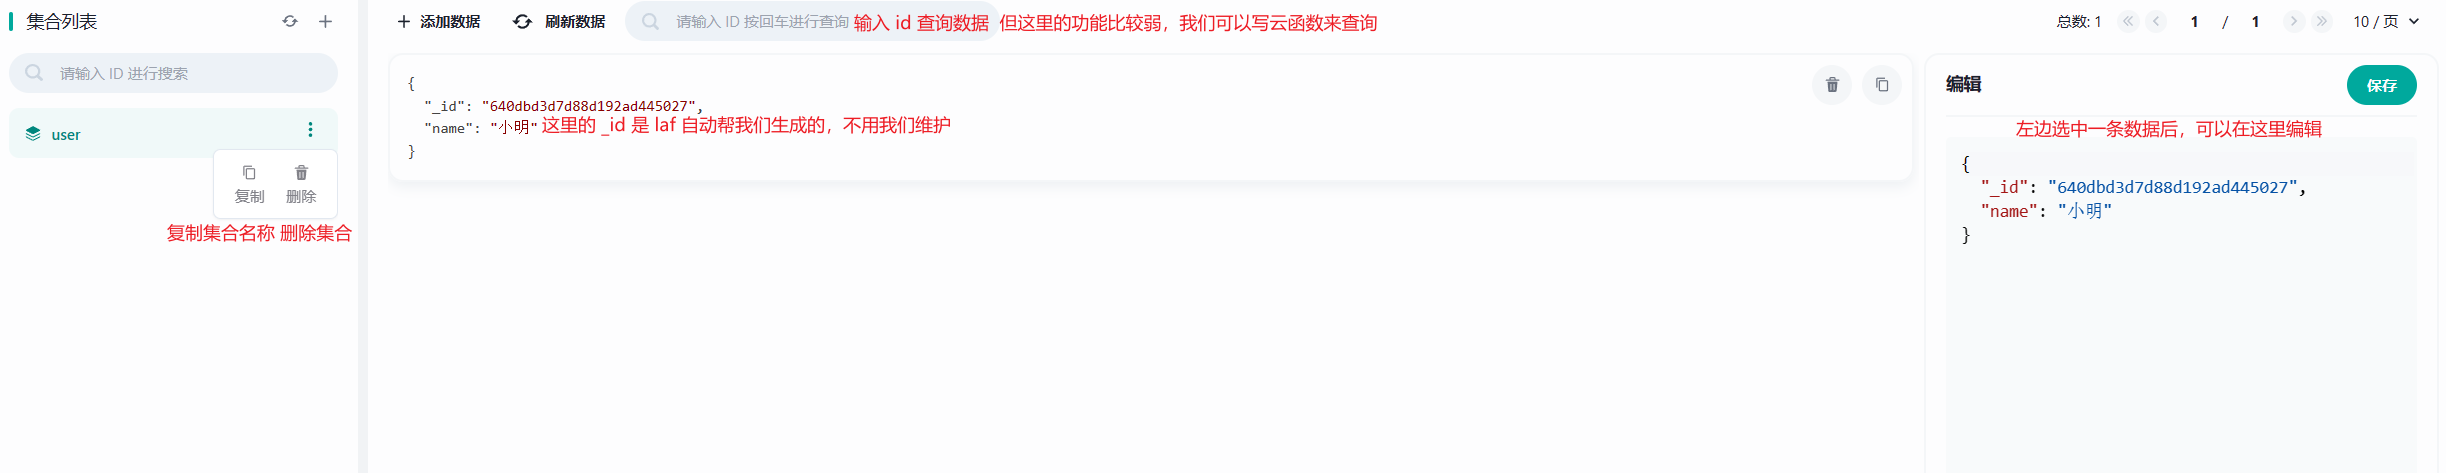 集合列表
请输入 ID 进行搜索
user
复制 删除
复制集合名称 删除集合
添加数据 刷新数据 请输入 ID 按回车进行查询 输入 id 查询数据 但这里的功能比较弱，我们可以写云函数来查询 总数: 1 1 / 1 10 / 页
{
"_id": "640dbd3d7d88d192ad445027",
"name": "小明" 这里的 _id 是 laf 自动帮我们生成的，不用我们维护
}
编辑 保存
左边选中一条数据后，可以在这里编辑
{
"_id": "640dbd3d7d88d192ad445027",
"name": "小明"
}